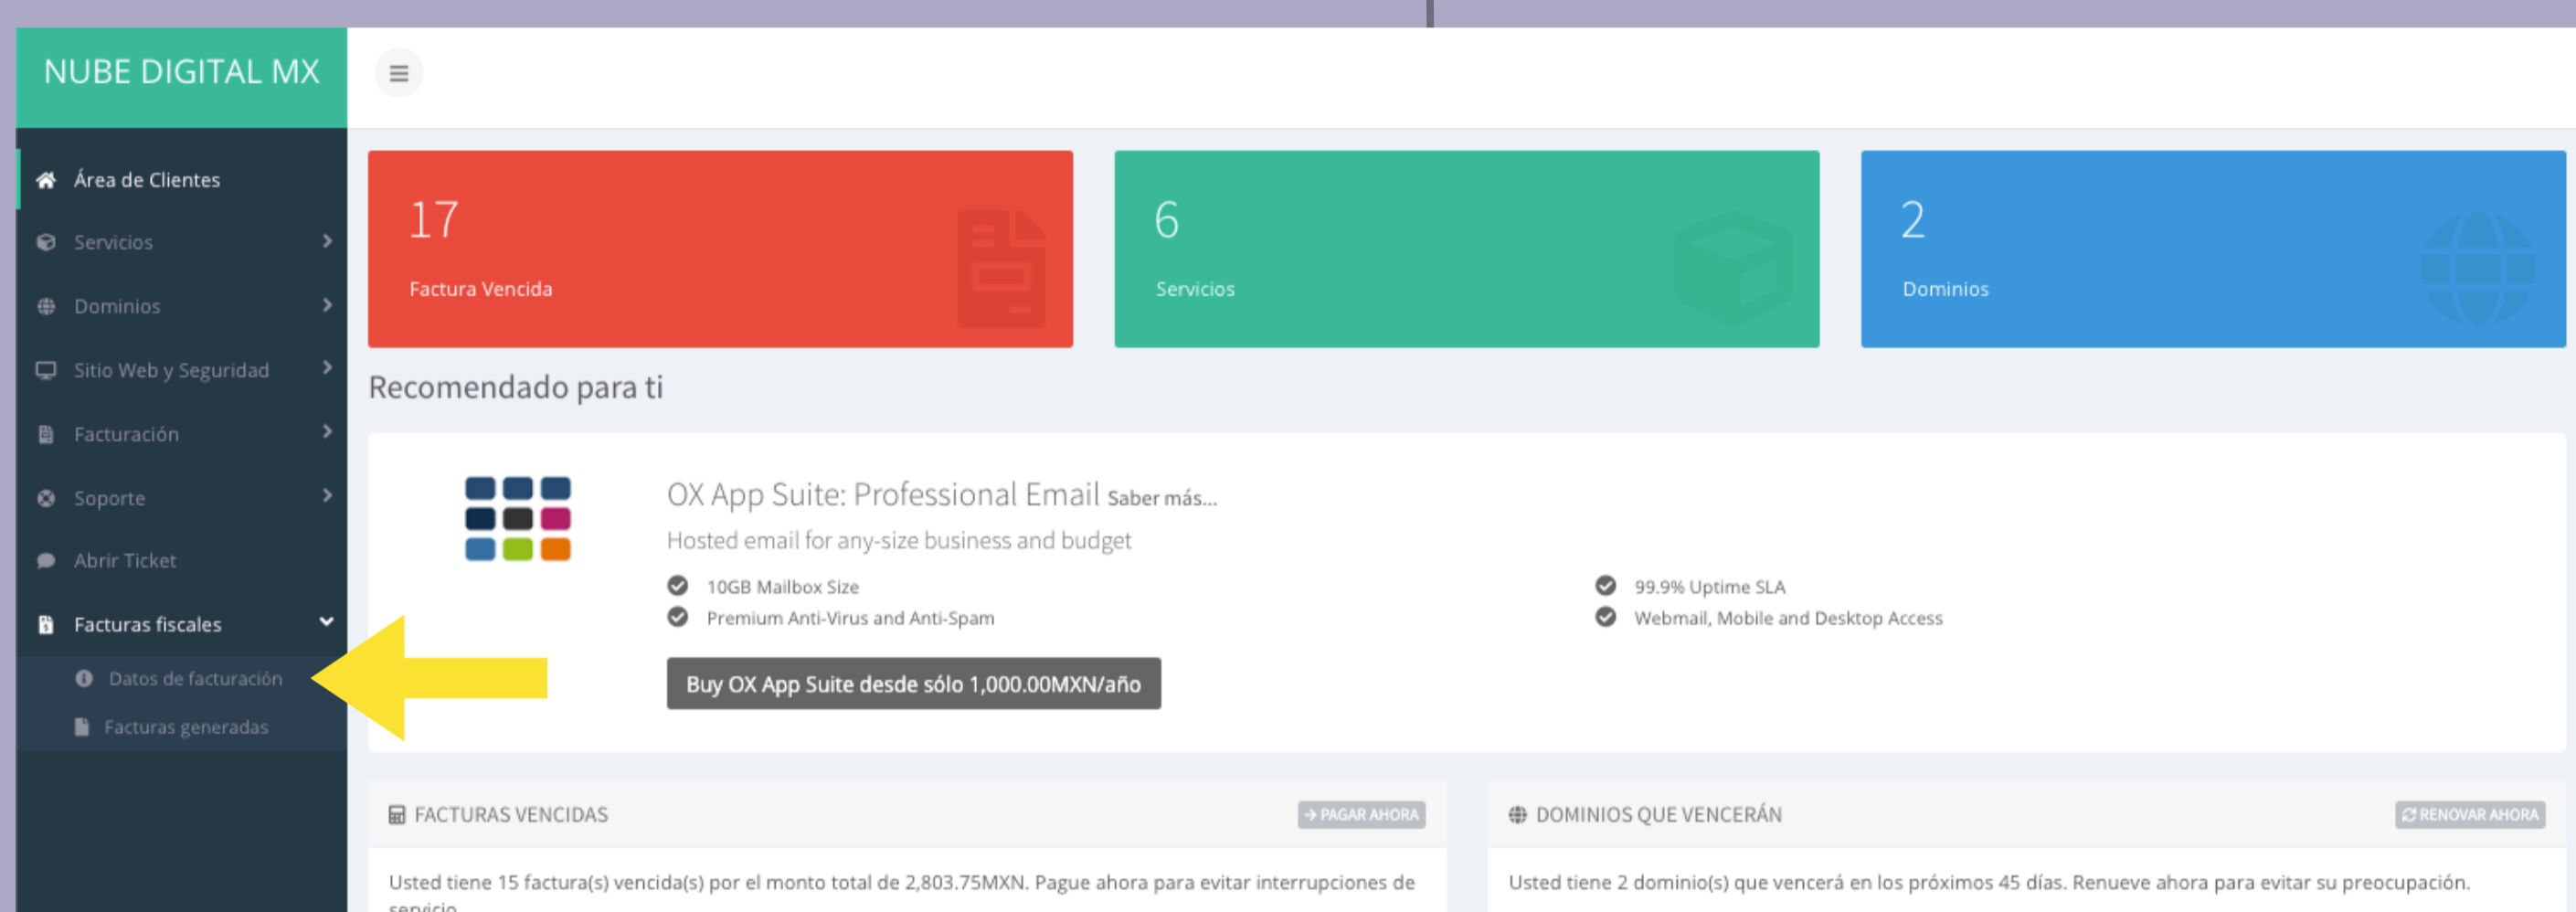 NUBE DIGITAL MX
Área de Clientes
Servicios
Dominios
Sitio Web y Seguridad
Facturación
Soporte
Abrir Ticket
Facturas fiscales
Datos de facturación
Facturas generadas
17
Factura Vencida
6
Servicios
2
Dominios
Recomendado para ti
OX App Suite: Professional Email Saber más...
Hosted email for any-size business and budget
10GB Mailbox Size
Premium Anti-Virus and Anti-Spam
99.9% Uptime SLA
Webmail, Mobile and Desktop Access
Buy OX App Suite desde sólo 1,000.00MXN/año
FACTURAS VENCIDAS
PAGAR AHORA
Usted tiene 15 factura(s) vencida(s) por el monto total de 2,803.75MXN. Pague ahora para evitar interrupciones de
servicio
DOMINIOS QUE VENCERÁN
RENOVAR AHORA
Usted tiene 2 dominio(s) que vencerá en los próximos 45 días. Renueve ahora para evitar su preocupación.